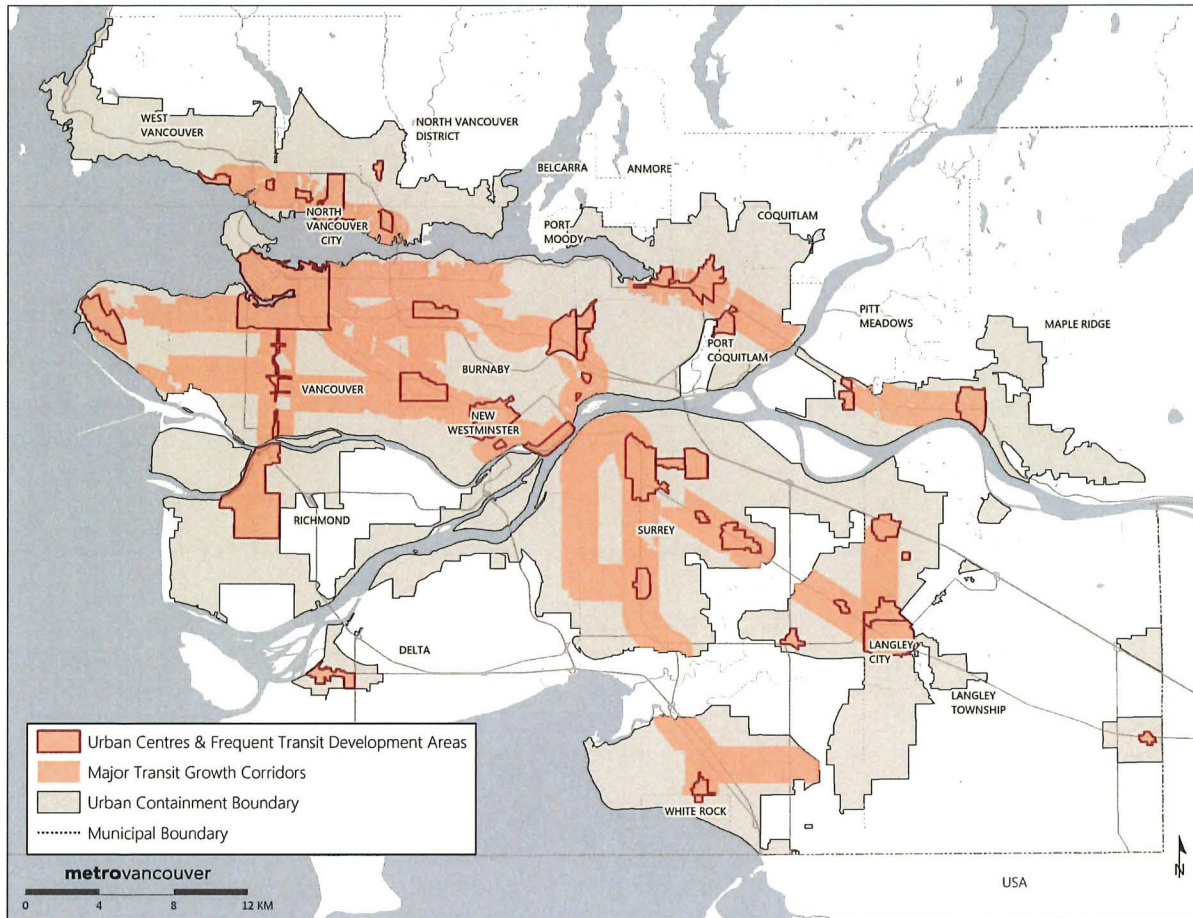 WEST
VANCOUVER
NORTH VANCOUVER
DISTRICT
BELCARRA
ANMORE
NORTH
VANCOUVER
CITY
PORT
MOODY
COQUITLAM
PITT
MEADOWS
MAPLE RIDGE
PORT
COQUITLAM
BURNABY
VANCOUVER
NEW
WESTMINSTER
RICHMOND
SURREY
DELTA
LANGLEY
CITY
LANGLEY
TOWNSHIP
WHITE ROCK
USA
N
Urban Centres & Frequent Transit Development Areas
Major Transit Growth Corridors
Urban Containment Boundary
Municipal Boundary
metrovancouver
0 4 8 12 KM